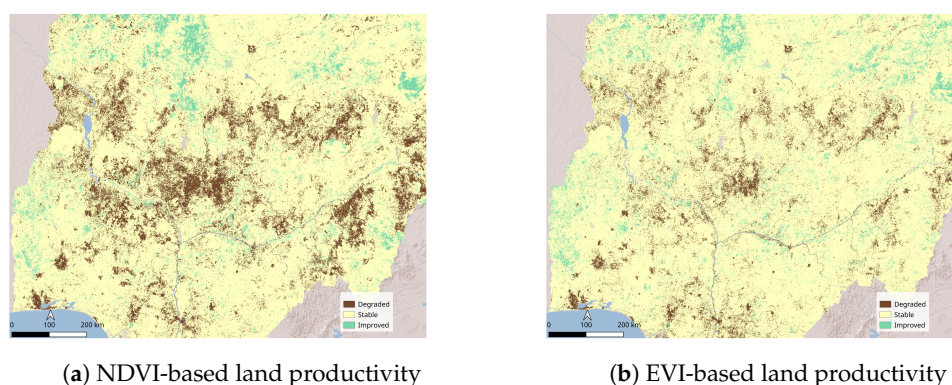 Degraded
Stable
Improved
0 100 200 km
Degraded
Stable
Improved
0 100 200 km
(a) NDVI-based land productivity
(b) EVI-based land productivity